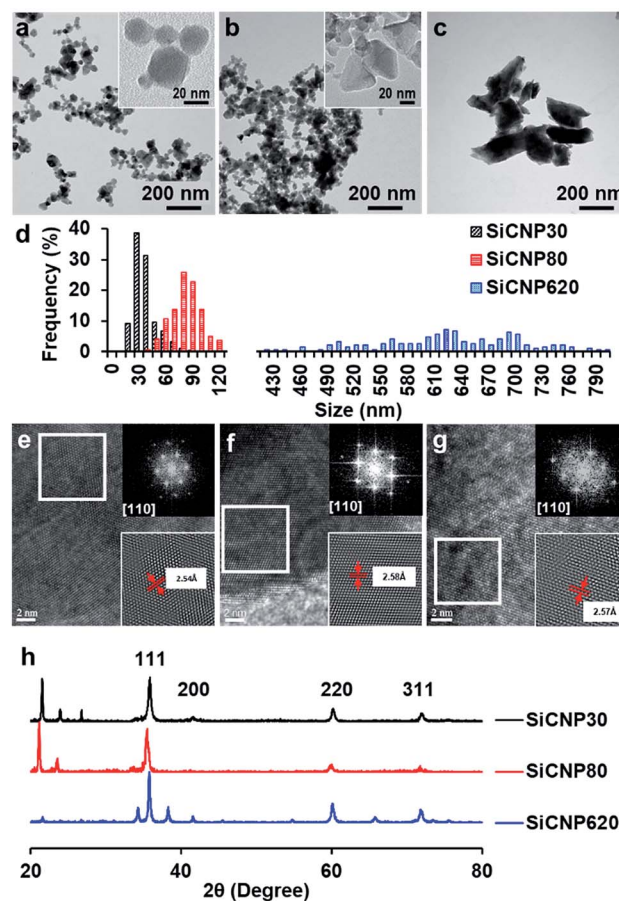 a
20 nm
200 nm
b
20 nm
200 nm
c
200 nm
d
Frequency (%)
40
30
20
10
0
0 30 60 90 120
430 460 490 520 550 580 610 640 670 700 730 760 790
Size (nm)
SiCNP30
SiCNP80
SiCNP620
e
[110]
2.54Å
2 nm
f
[110]
2.58Å
2 nm
g
[110]
2.57Å
2 nm
h
111
200
220
311
SiCNP30
SiCNP80
SiCNP620
20 40 60 80
2θ (Degree)